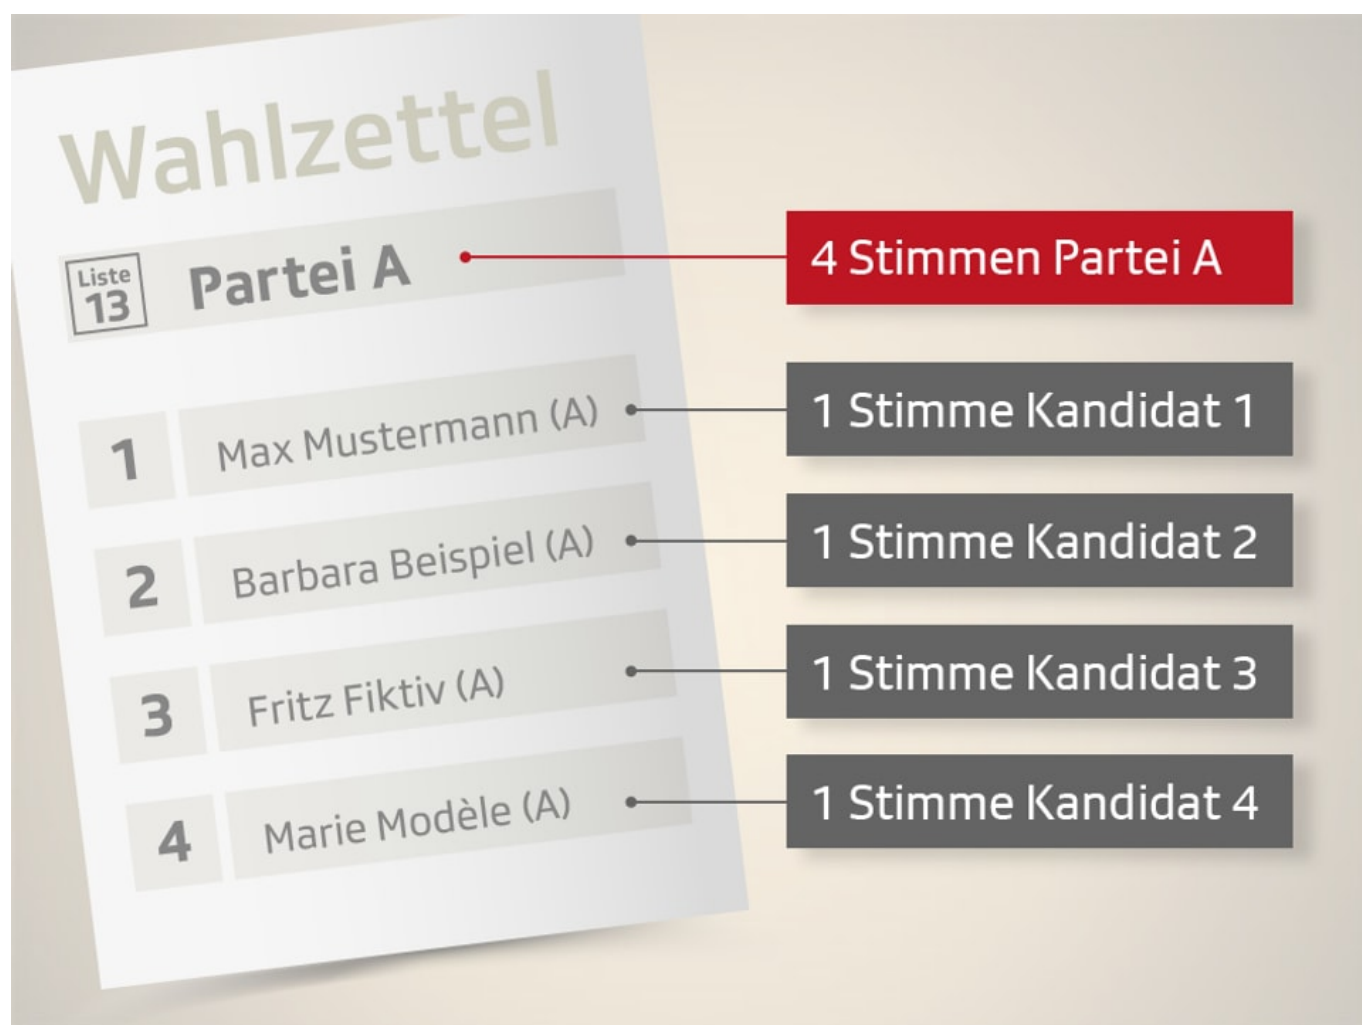 Wahlzettel
Liste
13
Partei A
4 Stimmen Partei A
1 Max Mustermann (A)
1 Stimme Kandidat 1
2 Barbara Beispiel (A)
1 Stimme Kandidat 2
3 Fritz Fiktiv (A)
1 Stimme Kandidat 3
4 Marie Modèle (A)
1 Stimme Kandidat 4